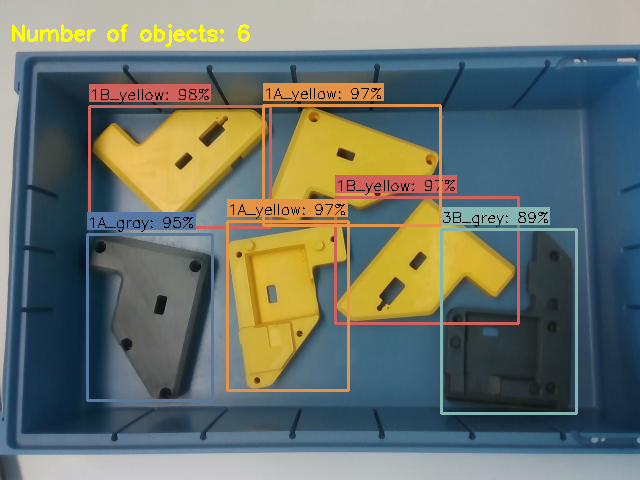 Number of objects: 6
1B_yellow: 98%
1A_yellow: 97%
1B_yellow: 97%
1A_gray: 95%
1A_yellow: 97%
3B_grey: 89%